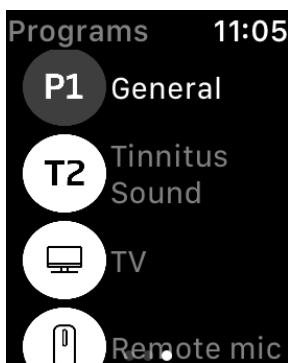 Programs 11:05
P1 General
T2 Tinnitus
Sound
TV
Remote mic